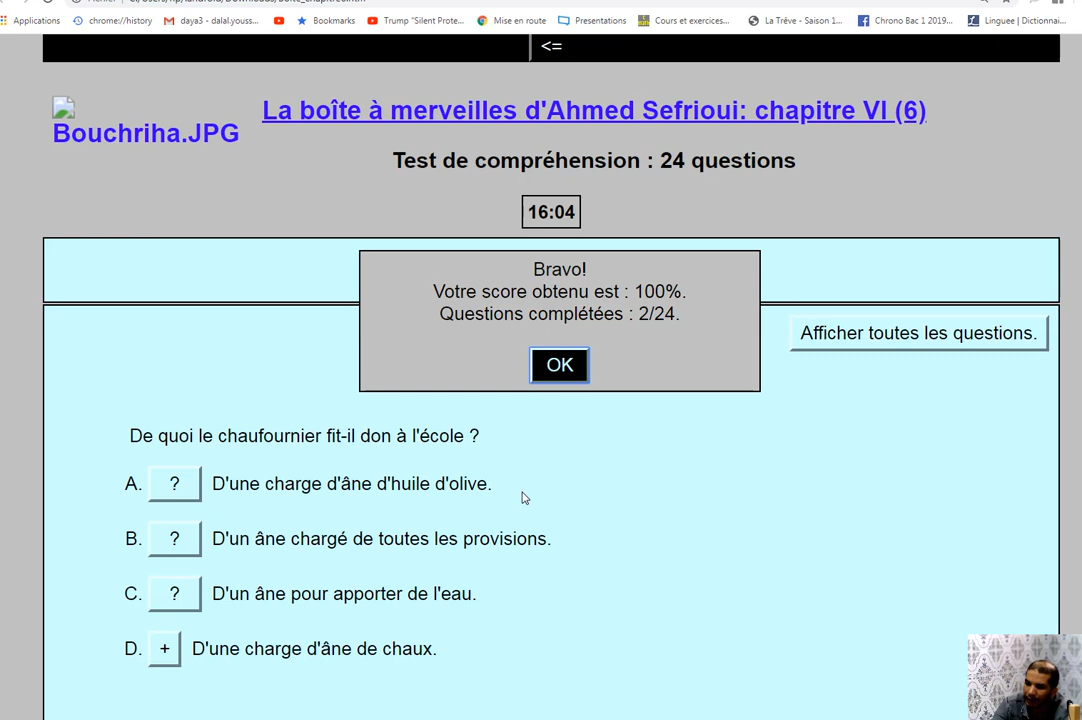 Applications chrome://history daya3 - dalal.youss... Bookmarks Trump "Silent Prote... Mise en route Presentations Cours et exercices... La Trêve - Saison 1... Chrono Bac 1 2019... Linguee | Dictionnai...
<=
Bouchriha.JPG
La boîte à merveilles d'Ahmed Sefrioui: chapitre VI (6)
Test de compréhension : 24 questions
16:04
Bravo!
Votre score obtenu est : 100%.
Questions complétées : 2/24.
OK
Afficher toutes les questions.
De quoi le chaufournier fit-il don à l'école ?
A. ? D'une charge d'âne d'huile d'olive.
B. ? D'un âne chargé de toutes les provisions.
C. ? D'un âne pour apporter de l'eau.
D. + D'une charge d'âne de chaux.